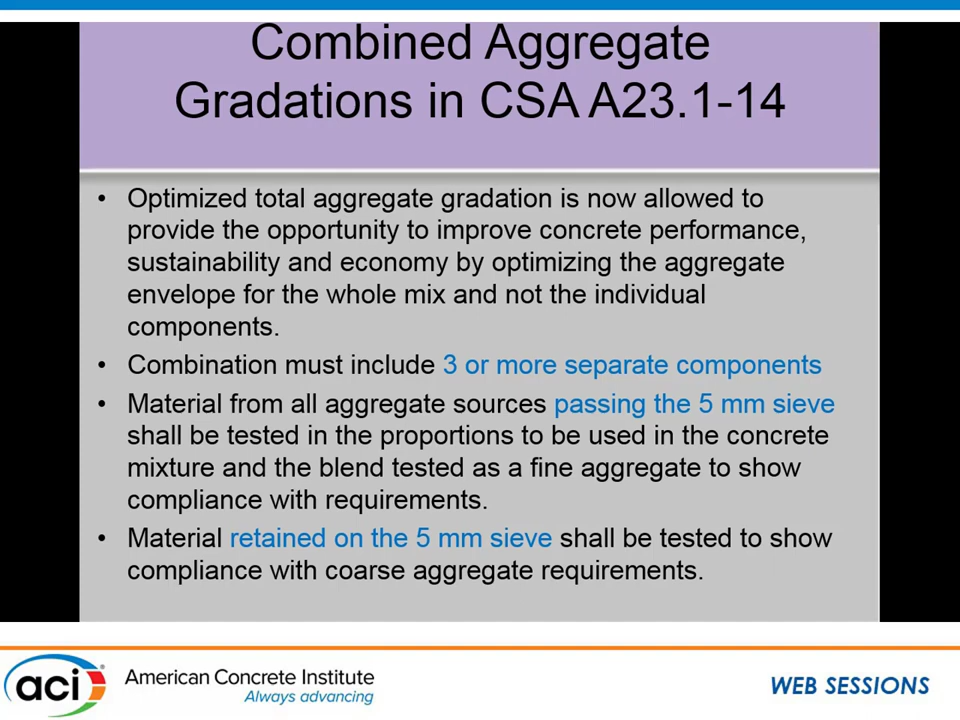 Combined Aggregate
Gradations in CSA A23.1-14
• Optimized total aggregate gradation is now allowed to
provide the opportunity to improve concrete performance,
sustainability and economy by optimizing the aggregate
envelope for the whole mix and not the individual
components.
• Combination must include 3 or more separate components
• Material from all aggregate sources passing the 5 mm sieve
shall be tested in the proportions to be used in the concrete
mixture and the blend tested as a fine aggregate to show
compliance with requirements.
• Material retained on the 5 mm sieve shall be tested to show
compliance with coarse aggregate requirements.
aci
American Concrete Institute
Always advancing
WEB SESSIONS